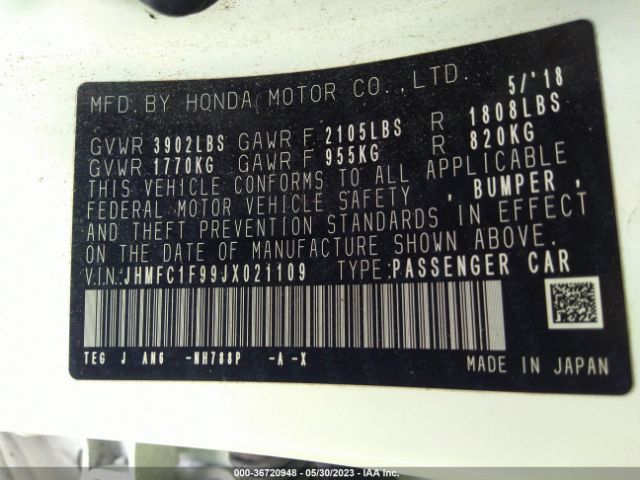 MFD. BY HONDA MOTOR CO., LTD. 5/'18
GVWR 3902LBS GAWR F 2105LBS R 1808LBS
GVWR 1770KG GAWR F 955KG R 820KG
THIS VEHICLE CONFORMS TO ALL APPLICABLE
FEDERAL MOTOR VEHICLE SAFETY , BUMPER ,
AND THEFT PREVENTION STANDARDS IN EFFECT
ON THE DATE OF MANUFACTURE SHOWN ABOVE.
V.I.N: JHMFC1F99JX021109 TYPE: PASSENGER CAR
TEG J ANG -NH788P -A-X MADE IN JAPAN
000-36720948 - 05/30/2023 - IAA Inc.